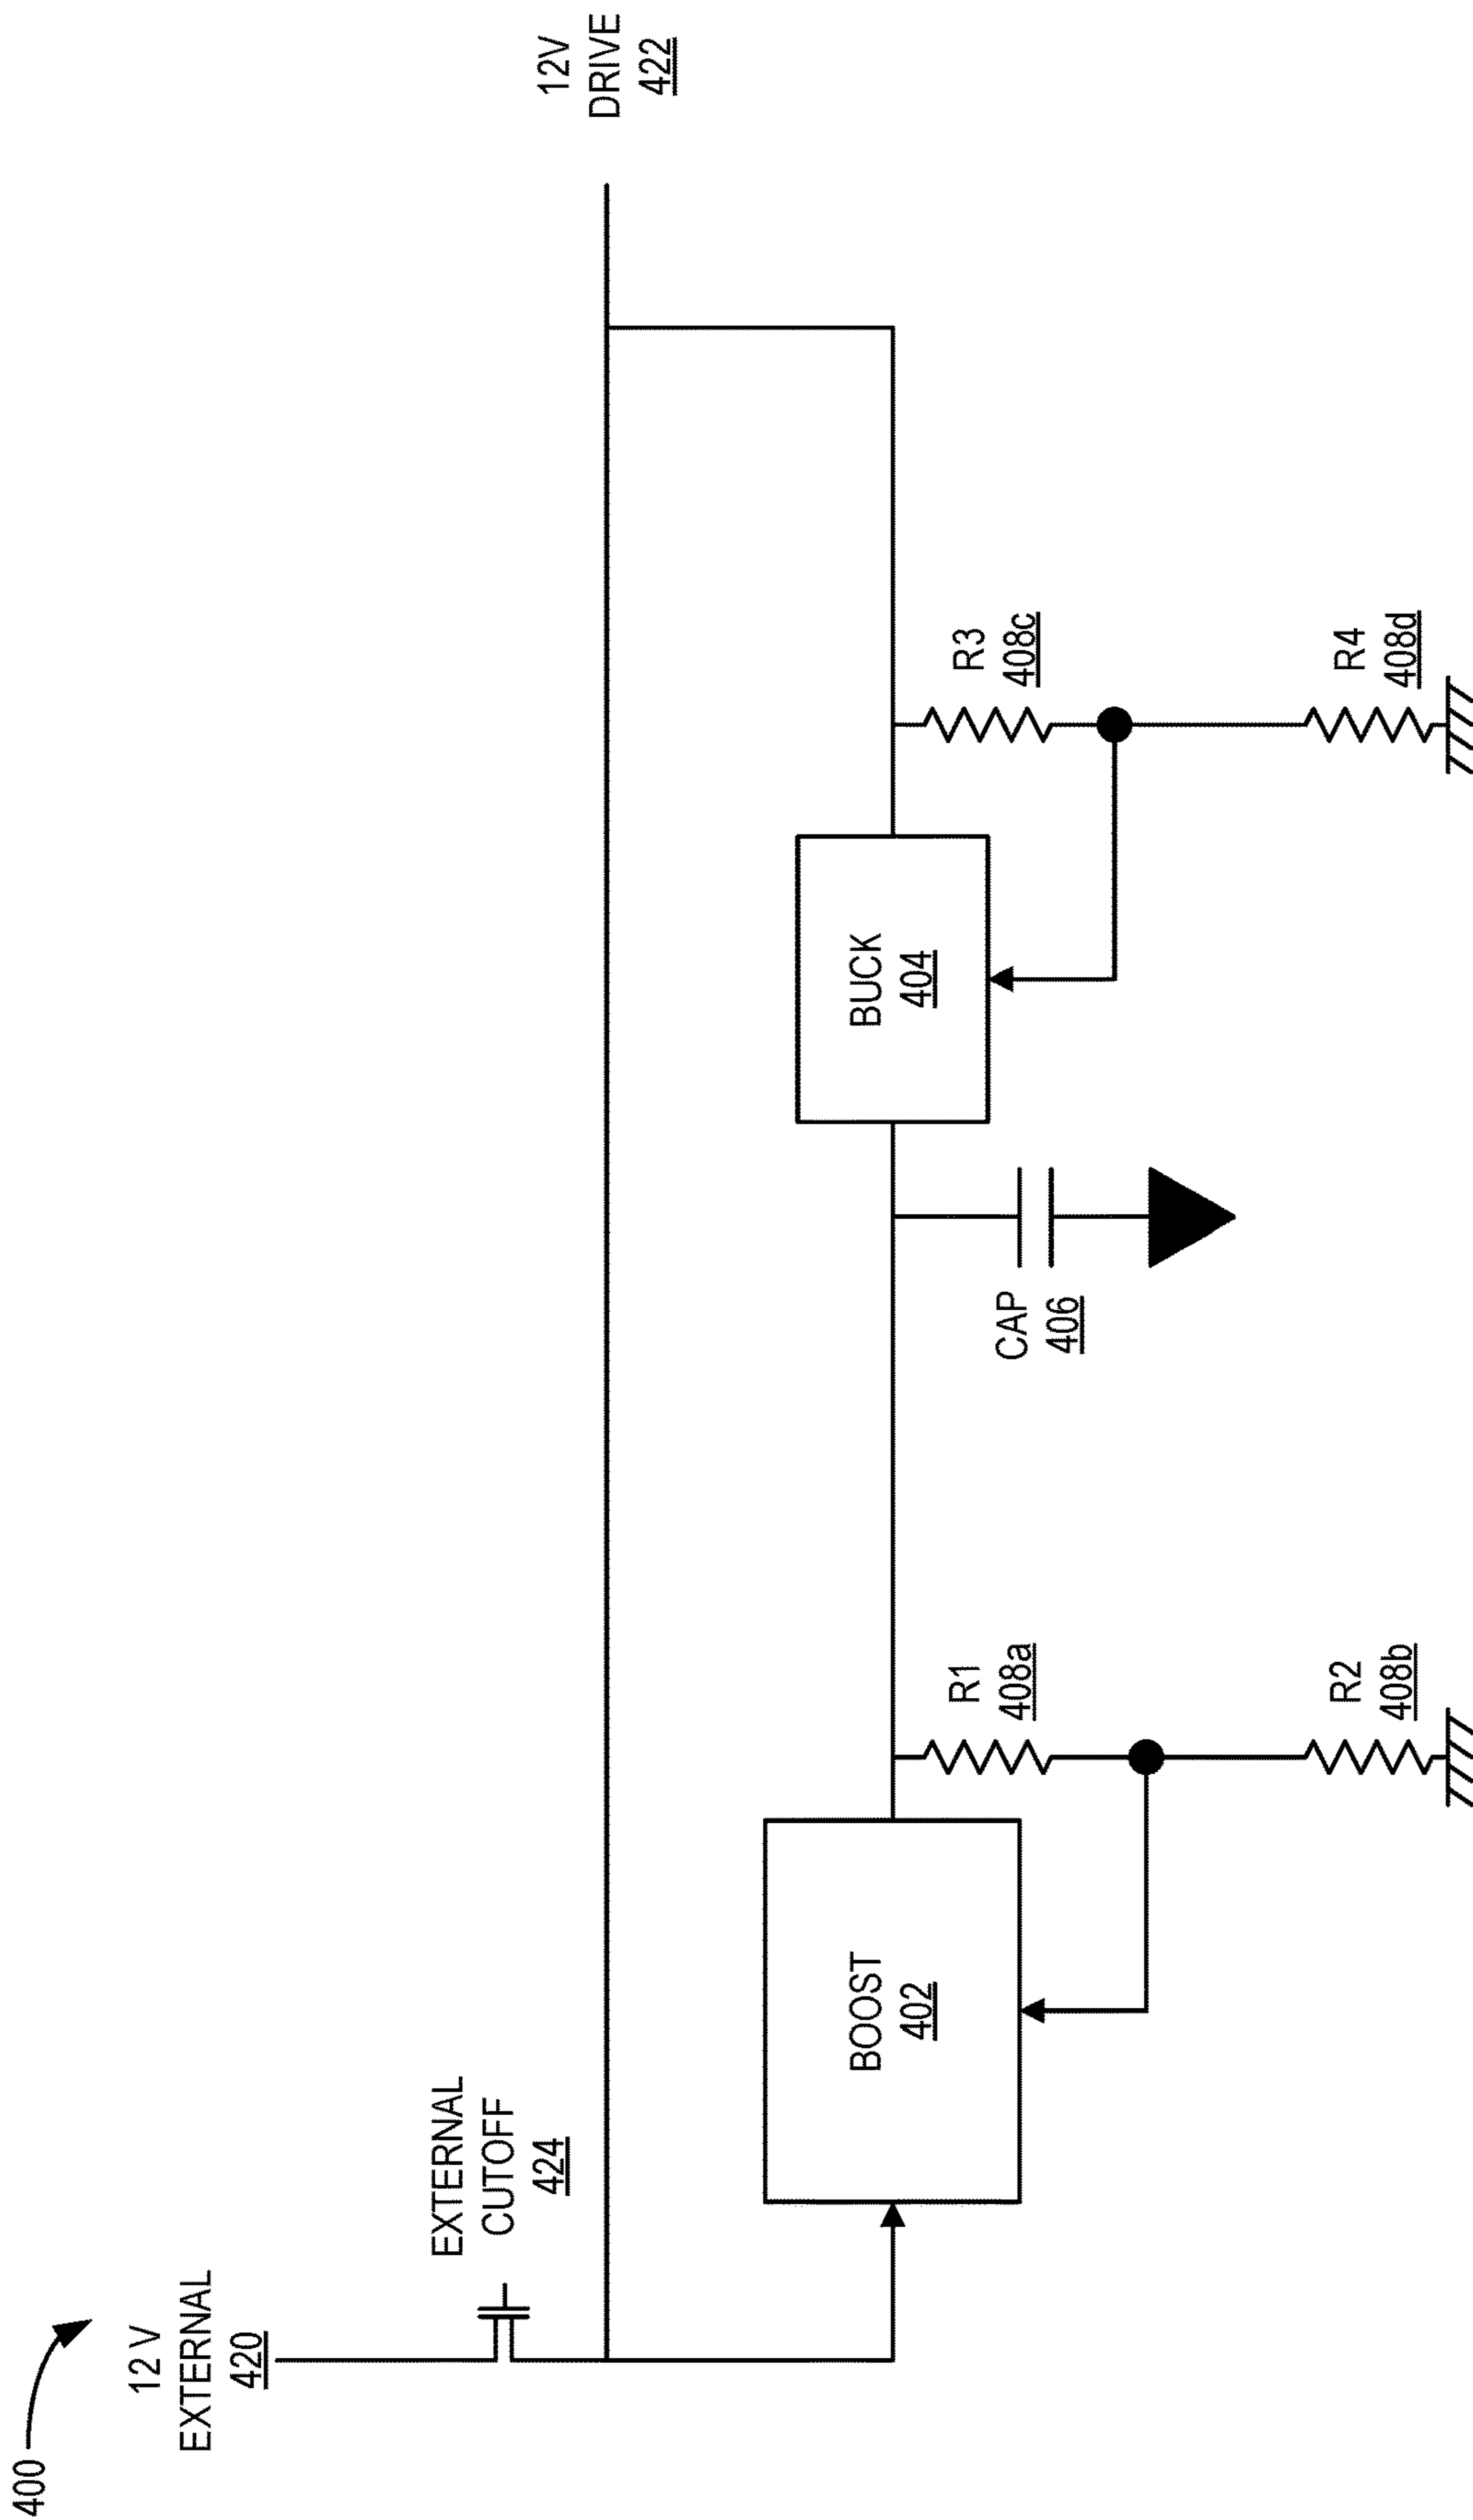 400
12 V
EXTERNAL
420
EXTERNAL
CUTOFF
424
12V
DRIVE
422
BOOST
402
R1
408a
R2
408b
CAP
406
BUCK
404
R3
408c
R4
408d